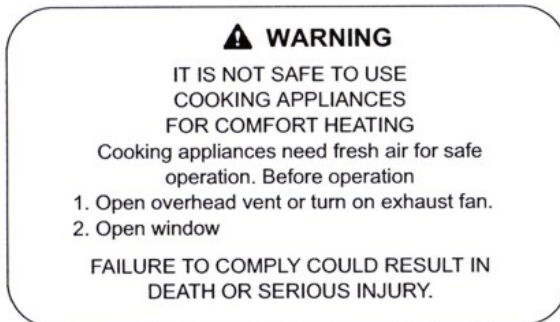 WARNING
IT IS NOT SAFE TO USE
COOKING APPLIANCES
FOR COMFORT HEATING
Cooking appliances need fresh air for safe
operation. Before operation
1. Open overhead vent or turn on exhaust fan.
2. Open window
FAILURE TO COMPLY COULD RESULT IN
DEATH OR SERIOUS INJURY.